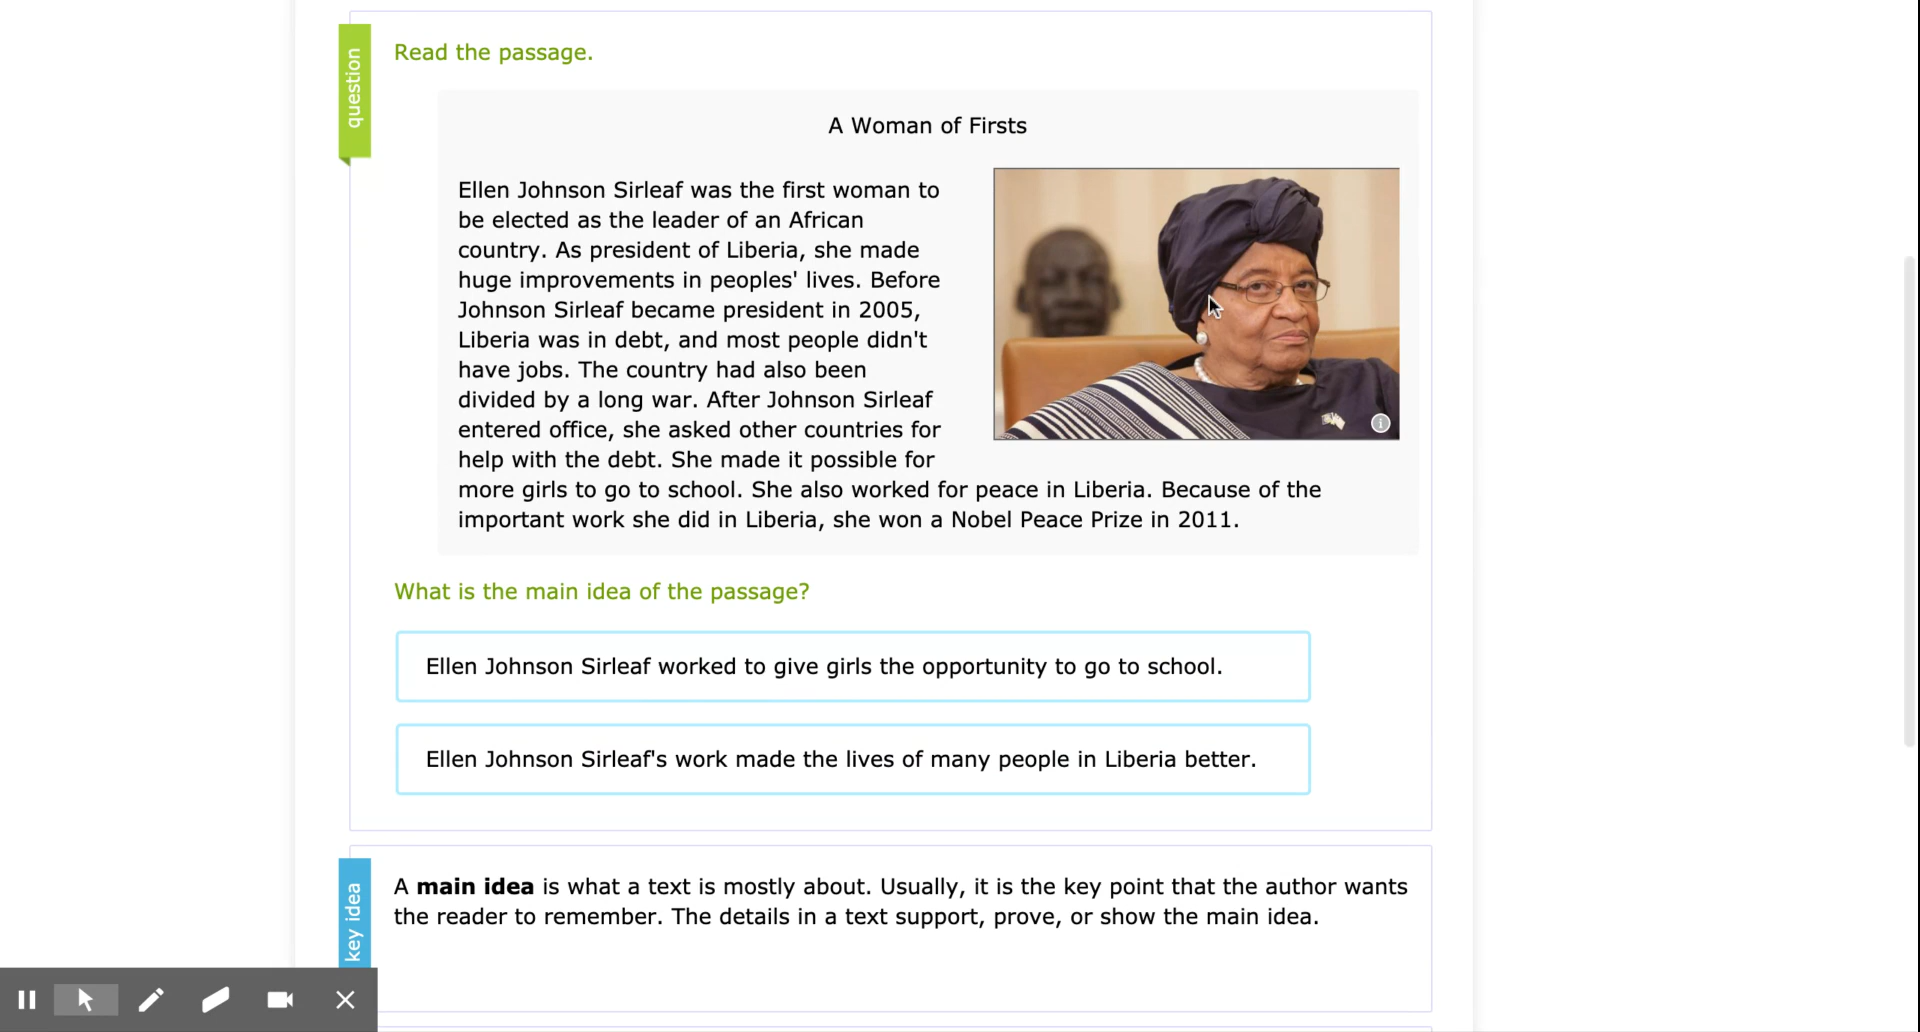 question
Read the passage.
A Woman of Firsts
Ellen Johnson Sirleaf was the first woman to
be elected as the leader of an African
country. As president of Liberia, she made
huge improvements in peoples' lives. Before
Johnson Sirleaf became president in 2005,
Liberia was in debt, and most people didn't
have jobs. The country had also been
divided by a long war. After Johnson Sirleaf
entered office, she asked other countries for
help with the debt. She made it possible for
more girls to go to school. She also worked for peace in Liberia. Because of the
important work she did in Liberia, she won a Nobel Peace Prize in 2011.
What is the main idea of the passage?
Ellen Johnson Sirleaf worked to give girls the opportunity to go to school.
Ellen Johnson Sirleaf's work made the lives of many people in Liberia better.
key idea
A main idea is what a text is mostly about. Usually, it is the key point that the author wants
the reader to remember. The details in a text support, prove, or show the main idea.